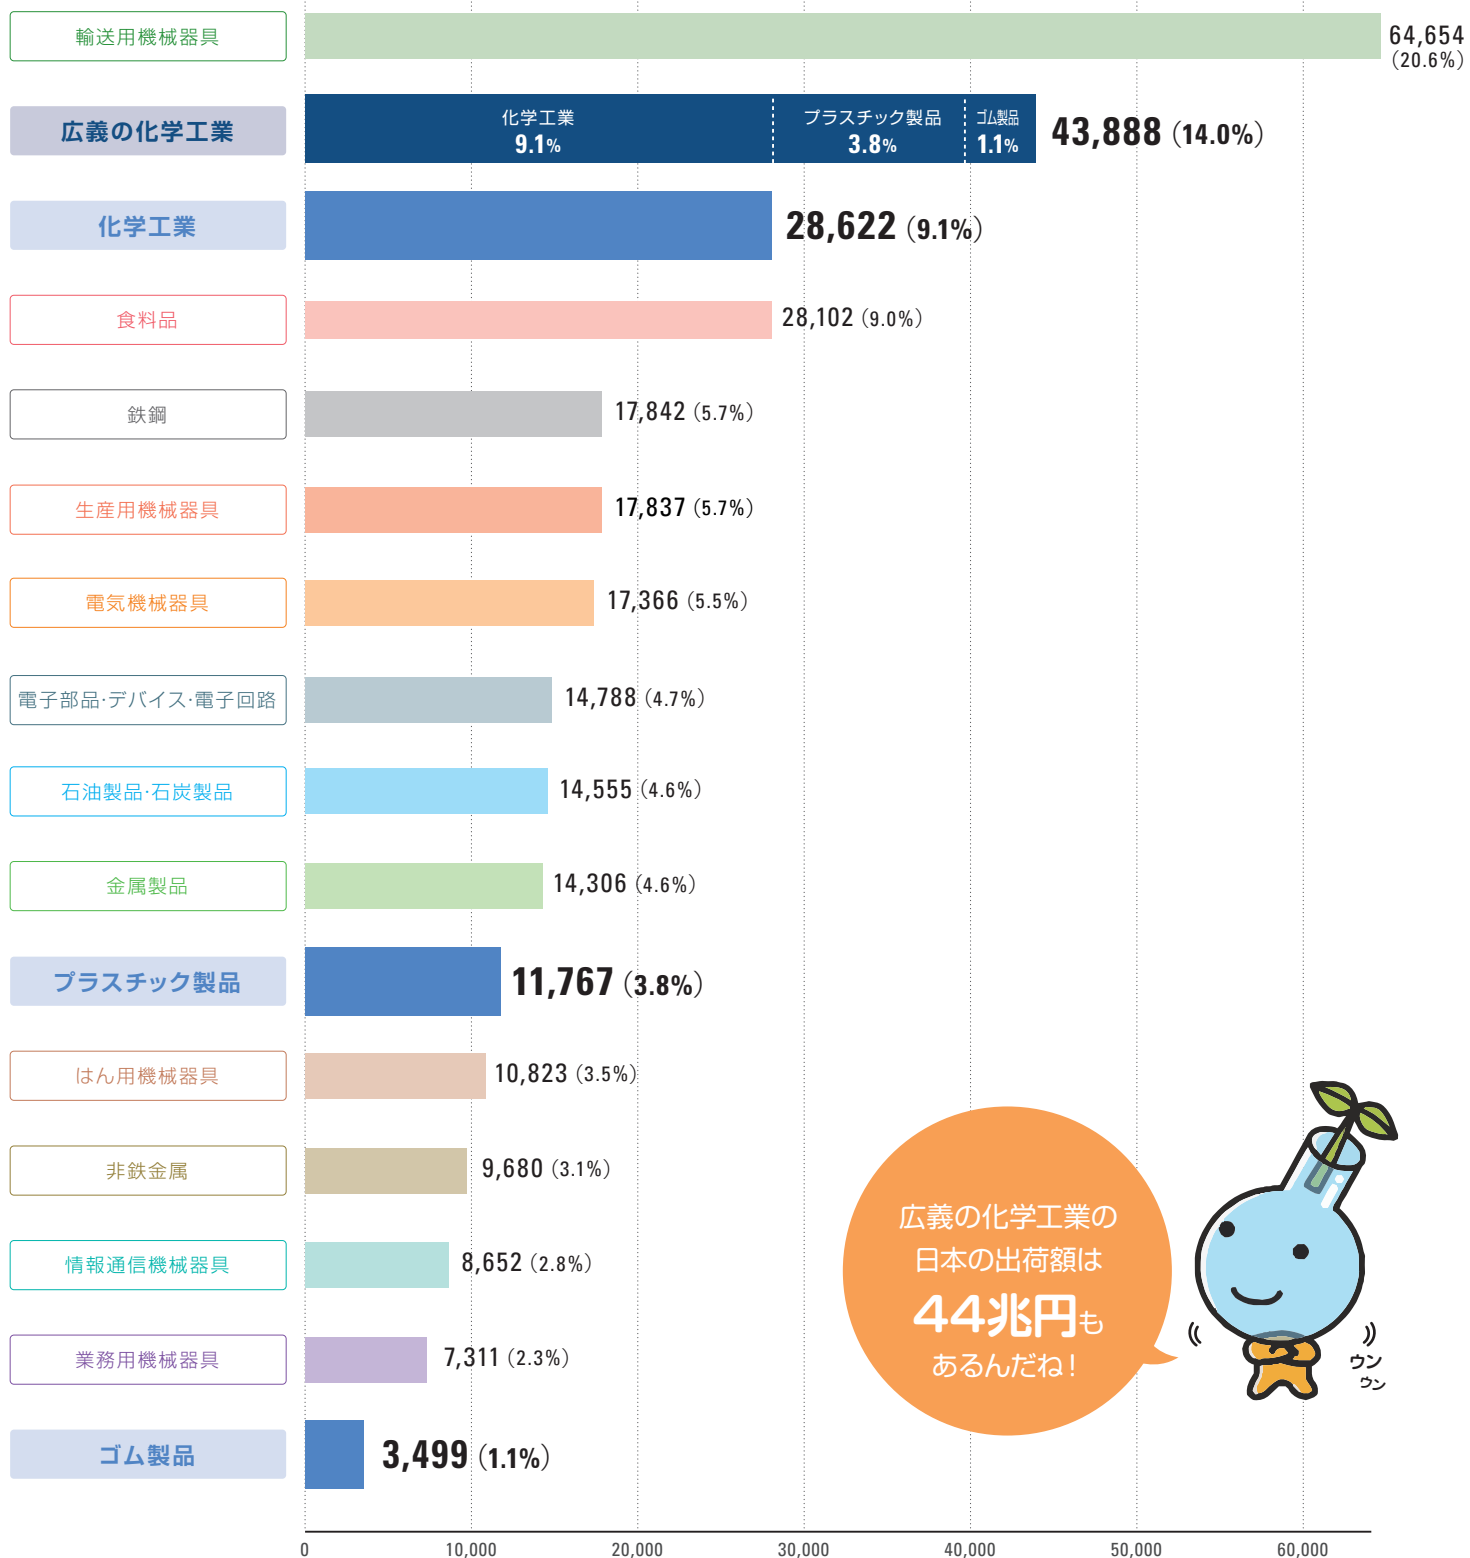 輸送用機械器具
64,654
(20.6%)
広義の化学工業
化学工業
9.1%
プラスチック製品
3.8%
ゴム製品
1.1%
43,888 (14.0%)
化学工業
28,622 (9.1%)
食料品
28,102 (9.0%)
鉄鋼
17,842 (5.7%)
生産用機械器具
17,837 (5.7%)
電気機械器具
17,366 (5.5%)
電子部品・デバイス・電子回路
14,788 (4.7%)
石油製品・石炭製品
14,555 (4.6%)
金属製品
14,306 (4.6%)
プラスチック製品
11,767 (3.8%)
はん用機械器具
10,823 (3.5%)
非鉄金属
9,680 (3.1%)
情報通信機械器具
8,652 (2.8%)
業務用機械器具
7,311 (2.3%)
ゴム製品
3,499 (1.1%)
広義の化学工業の
日本の出荷額は
44兆円も
あるんだね!
ウン
ウン
0 10,000 20,000 30,000 40,000 50,000 60,000